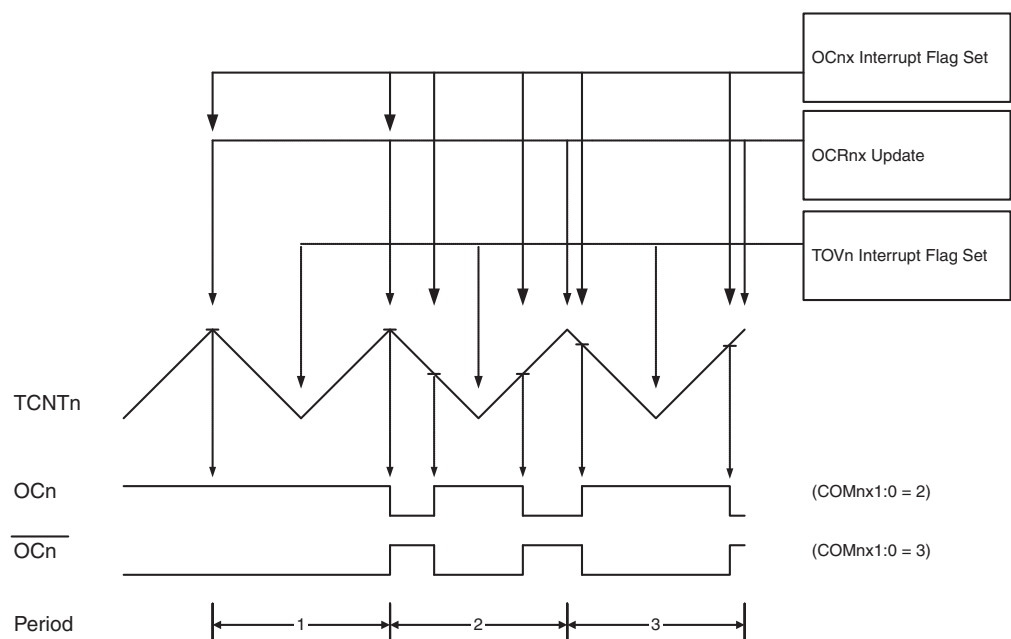 OCnx Interrupt Flag Set
OCRnx Update
TOVn Interrupt Flag Set
TCNTn
OCn
(COMnx1:0 = 2)
OCn
(COMnx1:0 = 3)
Period
1
2
3